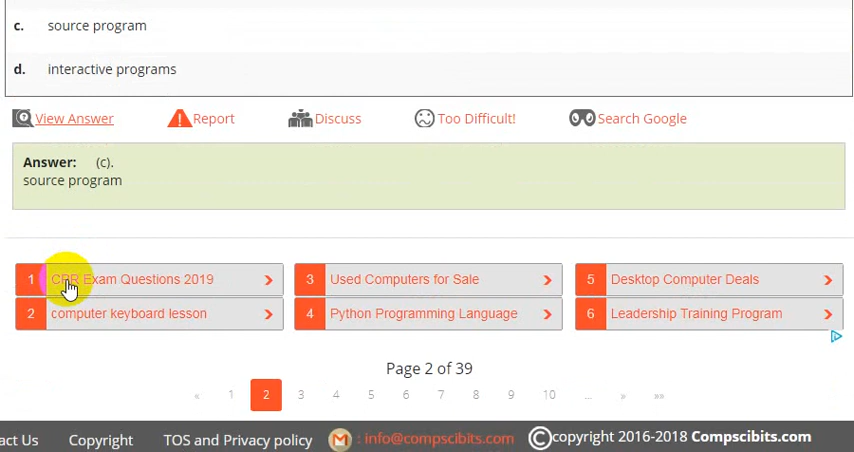 c. source program
d. interactive programs
View Answer Report Discuss Too Difficult! Search Google
Answer: (c).
source program
1 CPR Exam Questions 2019
2 computer keyboard lesson
3 Used Computers for Sale
4 Python Programming Language
5 Desktop Computer Deals
6 Leadership Training Program
Page 2 of 39
« 1 2 3 4 5 6 7 8 9 10 ... » »»
act Us Copyright TOS and Privacy policy M : info@compscibits.com ©copyright 2016-2018 Compscibits.com